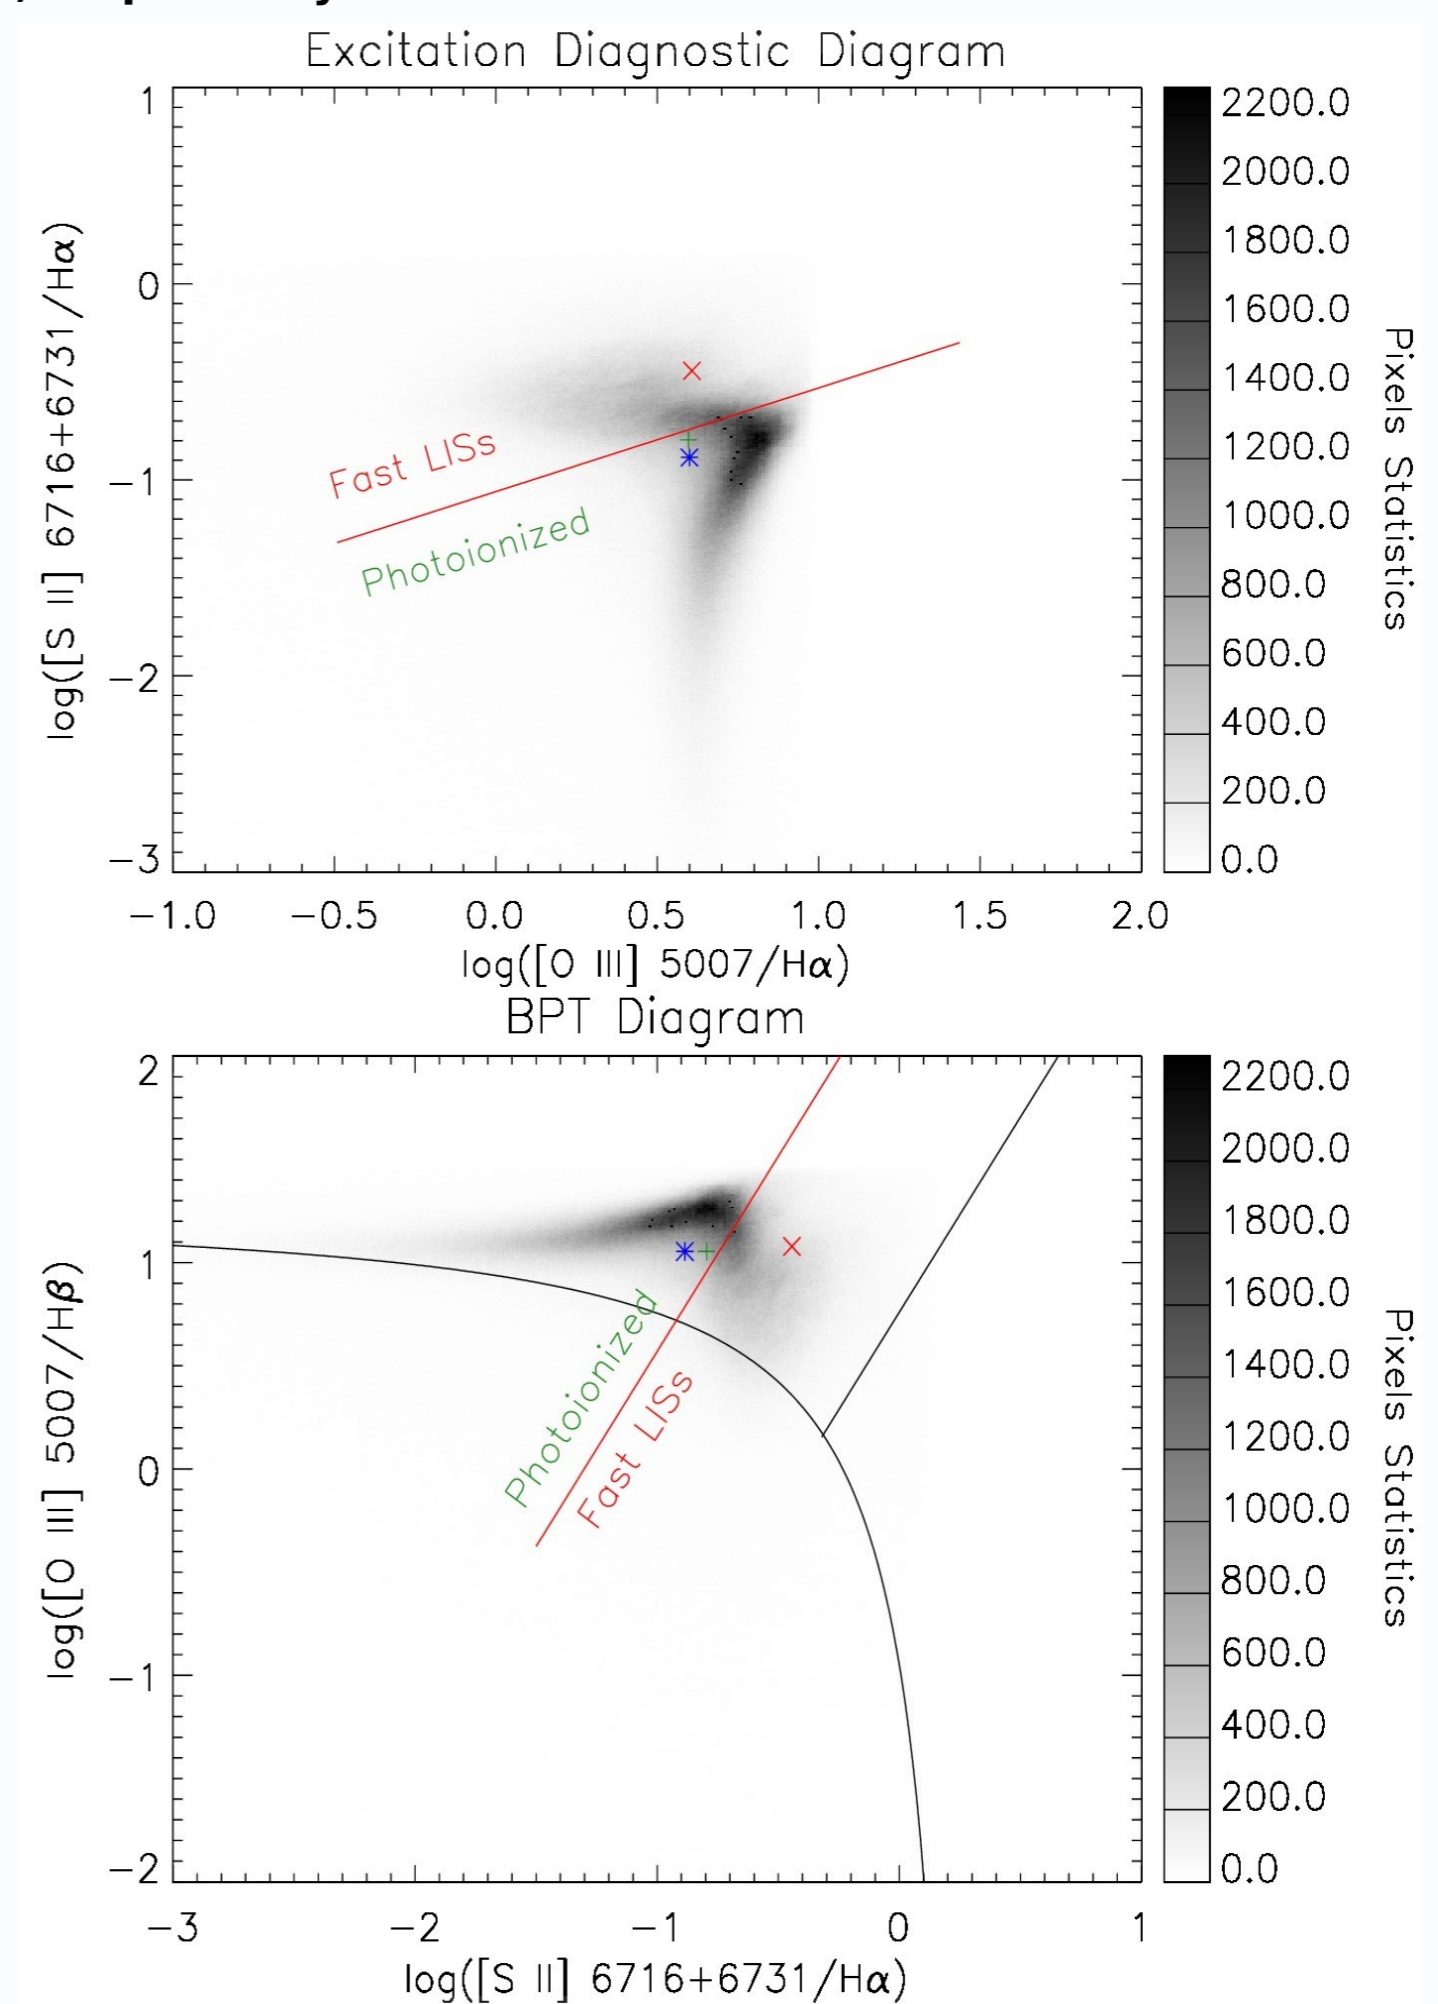 Excitation Diagnostic Diagram
1
0
−1
−2
−3
log([S II] 6716+6731/Hα)
Fast LISs
Photoionized
−1.0 −0.5 0.0 0.5 1.0 1.5 2.0
log([O III] 5007/Hα)
2200.0
2000.0
1800.0
1600.0
1400.0
1200.0
1000.0
800.0
600.0
400.0
200.0
0.0
Pixels Statistics
BPT Diagram
2
1
0
−1
−2
log([O III] 5007/Hβ)
Photoionized
Fast LISs
−3 −2 −1 0 1
log([S II] 6716+6731/Hα)
2200.0
2000.0
1800.0
1600.0
1400.0
1200.0
1000.0
800.0
600.0
400.0
200.0
0.0
Pixels Statistics